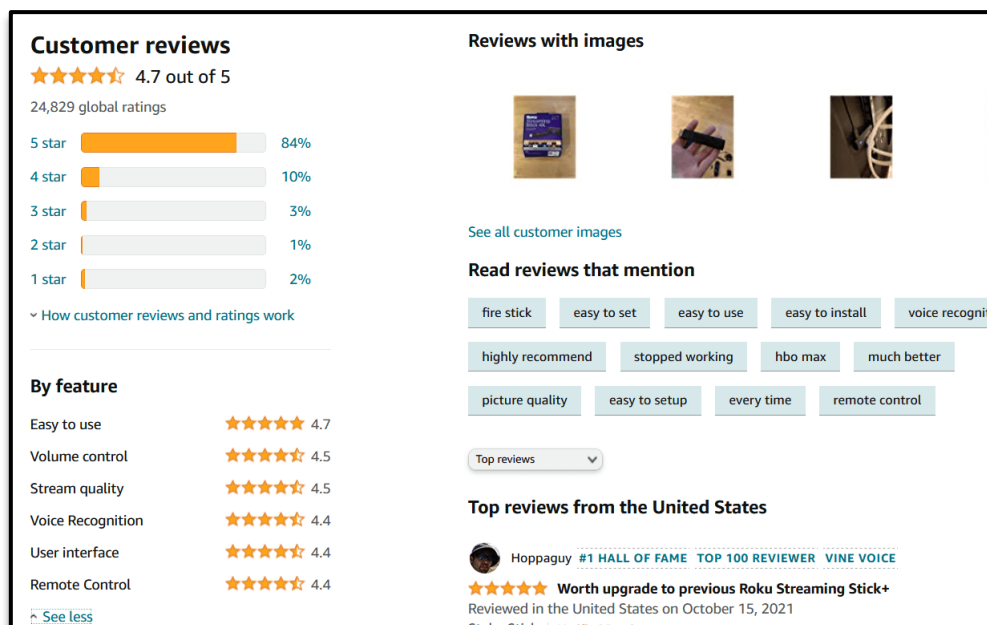 Customer reviews
4.7 out of 5
24,829 global ratings
5 star 84%
4 star 10%
3 star 3%
2 star 1%
1 star 2%
How customer reviews and ratings work
By feature
Easy to use 4.7
Volume control 4.5
Stream quality 4.5
Voice Recognition 4.4
User interface 4.4
Remote Control 4.4
See less
Reviews with images
See all customer images
Read reviews that mention
fire stick easy to set easy to use easy to install voice recognit
highly recommend stopped working hbo max much better
picture quality easy to setup every time remote control
Top reviews
Top reviews from the United States
Hoppaguy #1 HALL OF FAME TOP 100 REVIEWER VINE VOICE
Worth upgrade to previous Roku Streaming Stick+
Reviewed in the United States on October 15, 2021